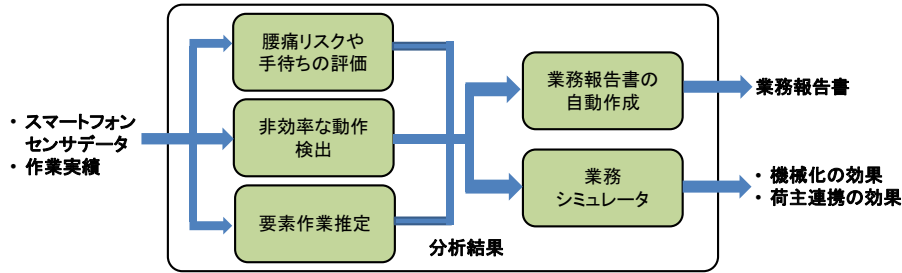 ・ スマートフォン
センサデータ
・ 作業実績
腰痛リスクや
手待ちの評価
非効率な動作
検出
要素作業推定
分析結果
業務報告書の
自動作成
業務
シミュレータ
業務報告書
・ 機械化の効果
・ 荷主連携の効果